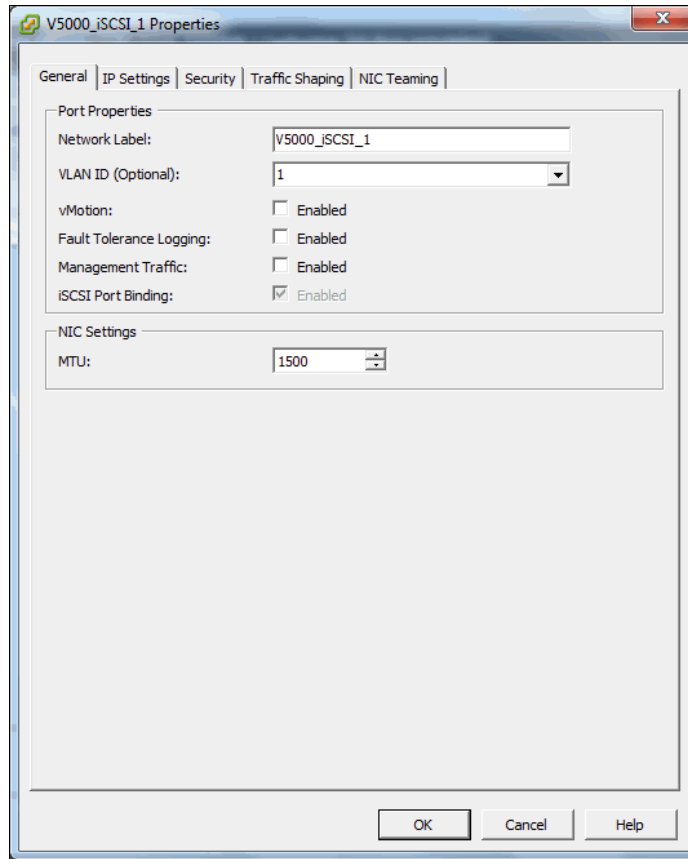 V5000_iSCSI_1 Properties
General IP Settings Security Traffic Shaping NIC Teaming
Port Properties
Network Label: V5000_iSCSI_1
VLAN ID (Optional): 1
vMotion: Enabled
Fault Tolerance Logging: Enabled
Management Traffic: Enabled
iSCSI Port Binding: Enabled
NIC Settings
MTU: 1500
OK Cancel Help